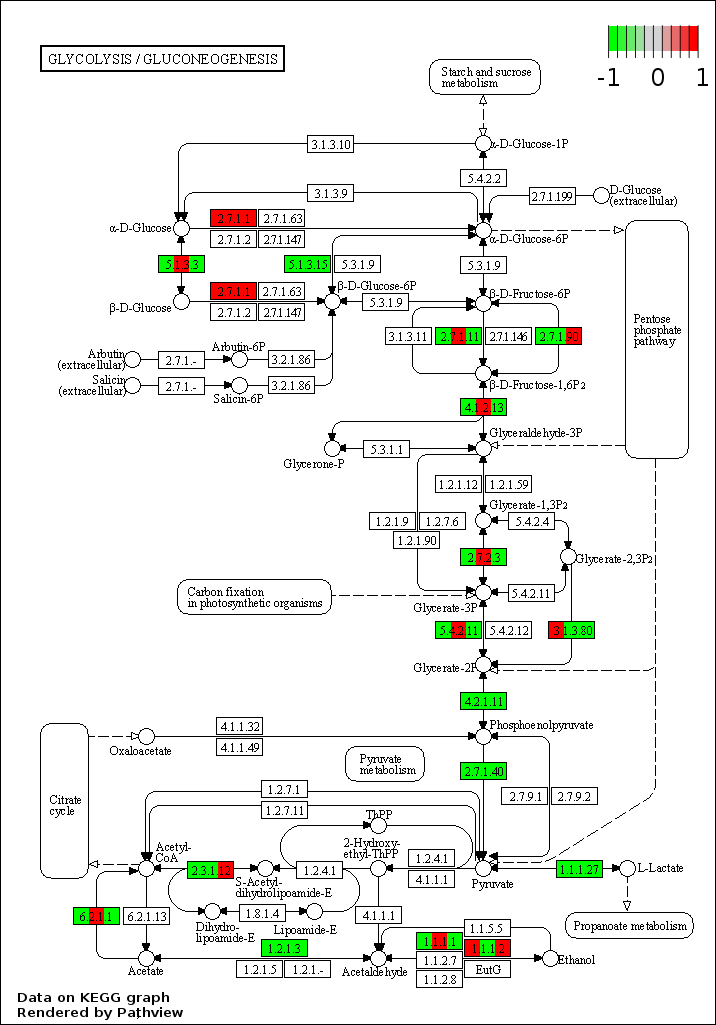 GLYCOLYSIS / GLUCONEOGENESIS
-1 0 1
Starch and sucrose
metabolism
3.1.3.10
α-D-Glucose-1P
5.4.2.2
3.1.3.9
2.7.1.199
D-Glucose
(extracellular)
α-D-Glucose
2.7.1.1
2.7.1.63
2.7.1.2
2.7.1.147
α-D-Glucose-6P
5.1.3.3
5.1.3.15
5.3.1.9
5.3.1.9
β-D-Glucose
2.7.1.1
2.7.1.63
2.7.1.2
2.7.1.147
β-D-Glucose-6P
5.3.1.9
β-D-Fructose-6P
3.1.3.11
2.7.1.11
2.7.1.146
2.7.1.90
Pentose
phosphate
pathway
Arbutin
(extracellular)
2.7.1.-
Arbutin-6P
3.2.1.86
Salicin
(extracellular)
2.7.1.-
Salicin-6P
3.2.1.86
β-D-Fructose-1,6P2
4.1.2.13
Glyceraldehyde-3P
Glycerone-P
5.3.1.1
1.2.1.12
1.2.1.59
Glycerate-1,3P2
1.2.1.9
1.2.7.6
1.2.1.90
5.4.2.4
2.7.2.3
Glycerate-2,3P2
Carbon fixation
in photosynthetic organisms
Glycerate-3P
5.4.2.11
5.4.2.11
5.4.2.12
3.1.3.80
Glycerate-2P
4.2.1.11
Phosphoenolpyruvate
4.1.1.32
4.1.1.49
Oxaloacetate
Pyruvate
metabolism
2.7.1.40
2.7.9.1
2.7.9.2
Citrate
cycle
1.2.7.1
1.2.7.11
ThPP
Acetyl-
CoA
2-Hydroxy-
ethyl-ThPP
2.3.1.12
S-Acetyl-
dihydrolipoamide-E
1.2.4.1
1.2.4.1
4.1.1.1
Pyruvate
1.1.1.27
L-Lactate
6.2.1.1
6.2.1.13
Dihydro-
lipoamide-E
1.8.1.4
Lipoamide-E
4.1.1.1
Propanoate metabolism
Acetate
1.2.1.3
1.2.1.5
1.2.1.-
Acetaldehyde
1.1.5.5
1.1.1.1
1.1.1.2
1.1.2.7
EutG
1.1.2.8
Ethanol
Data on KEGG graph
Rendered by Pathview